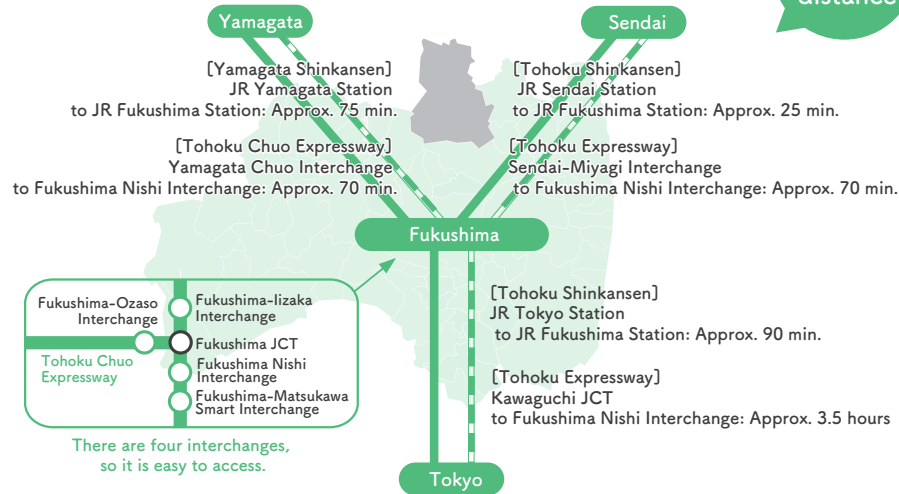 distance
Yamagata
Sendai
[Yamagata Shinkansen]
JR Yamagata Station
to JR Fukushima Station: Approx. 75 min.
[Tohoku Shinkansen]
JR Sendai Station
to JR Fukushima Station: Approx. 25 min.
[Tohoku Chuo Expressway]
Yamagata Chuo Interchange
to Fukushima Nishi Interchange: Approx. 70 min.
[Tohoku Expressway]
Sendai-Miyagi Interchange
to Fukushima Nishi Interchange: Approx. 70 min.
Fukushima
Fukushima-Ozaso
Interchange
Fukushima-Iizaka
Interchange
Fukushima JCT
Tohoku Chuo
Expressway
Fukushima Nishi
Interchange
Fukushima-Matsukawa
Smart Interchange
There are four interchanges,
so it is easy to access.
[Tohoku Shinkansen]
JR Tokyo Station
to JR Fukushima Station: Approx. 90 min.
[Tohoku Expressway]
Kawaguchi JCT
to Fukushima Nishi Interchange: Approx. 3.5 hours
Tokyo